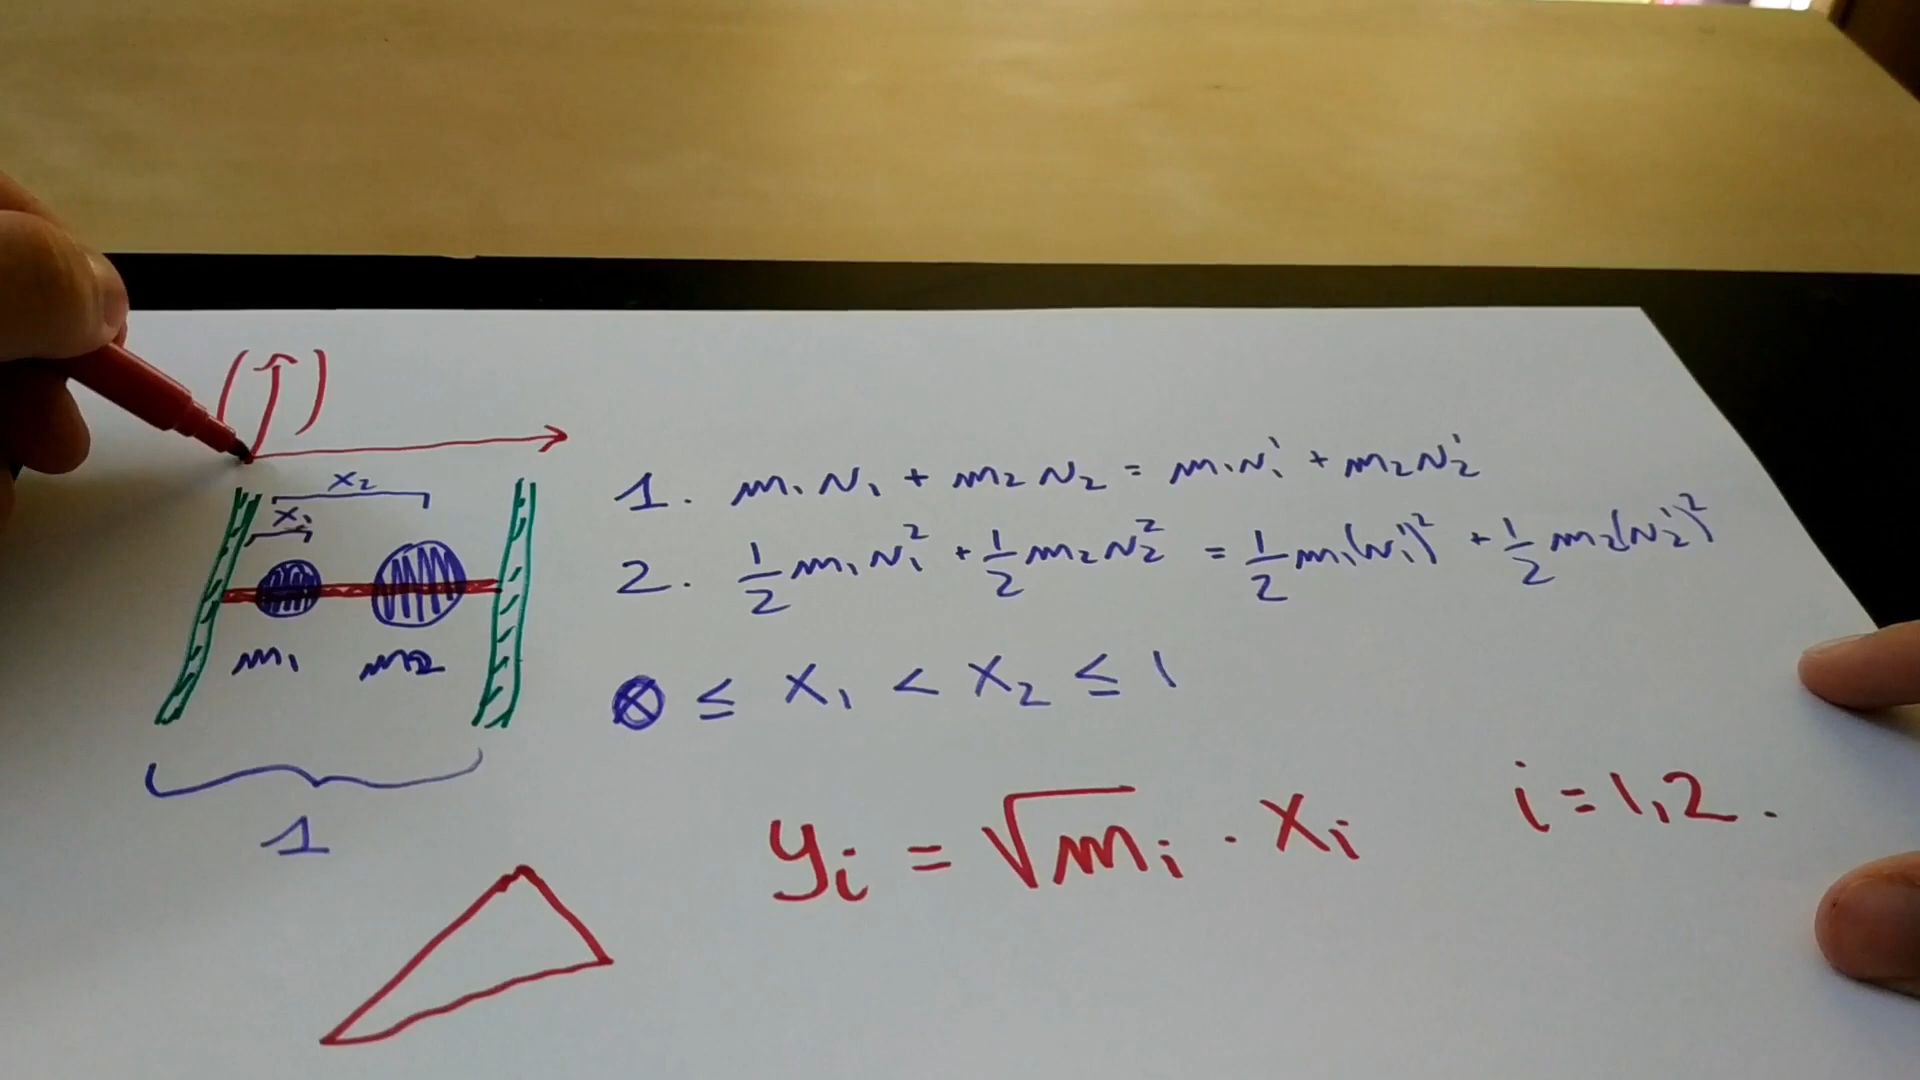 x₂
x₁
m₁ m₂
1
1. m₁v₁ + m₂v₂ = m₁v₁' + m₂v₂'
2. ½m₁v₁² + ½m₂v₂² = ½m₁(v₁')² + ½m₂(v₂')²
0 ≤ x₁ < x₂ ≤ 1
yᵢ = √mᵢ · xᵢ i = 1,2.